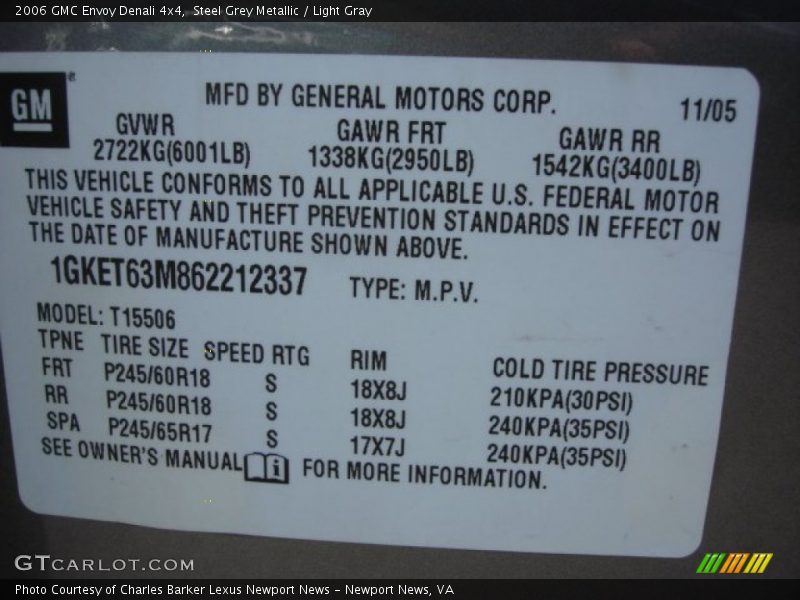 2006 GMC Envoy Denali 4x4, Steel Grey Metallic / Light Gray
GM®
MFD BY GENERAL MOTORS CORP.
11/05
GVWR GAWR FRT GAWR RR
2722KG(6001LB) 1338KG(2950LB) 1542KG(3400LB)
THIS VEHICLE CONFORMS TO ALL APPLICABLE U.S. FEDERAL MOTOR
VEHICLE SAFETY AND THEFT PREVENTION STANDARDS IN EFFECT ON
THE DATE OF MANUFACTURE SHOWN ABOVE.
1GKET63M862212337 TYPE: M.P.V.
MODEL: T15506
TPNE TIRE SIZE SPEED RTG RIM COLD TIRE PRESSURE
FRT P245/60R18 S 18X8J 210KPA(30PSI)
RR P245/60R18 S 18X8J 240KPA(35PSI)
SPA P245/65R17 S 17X7J 240KPA(35PSI)
SEE OWNER'S MANUAL i FOR MORE INFORMATION.
GTCARLOT.COM
Photo Courtesy of Charles Barker Lexus Newport News - Newport News, VA